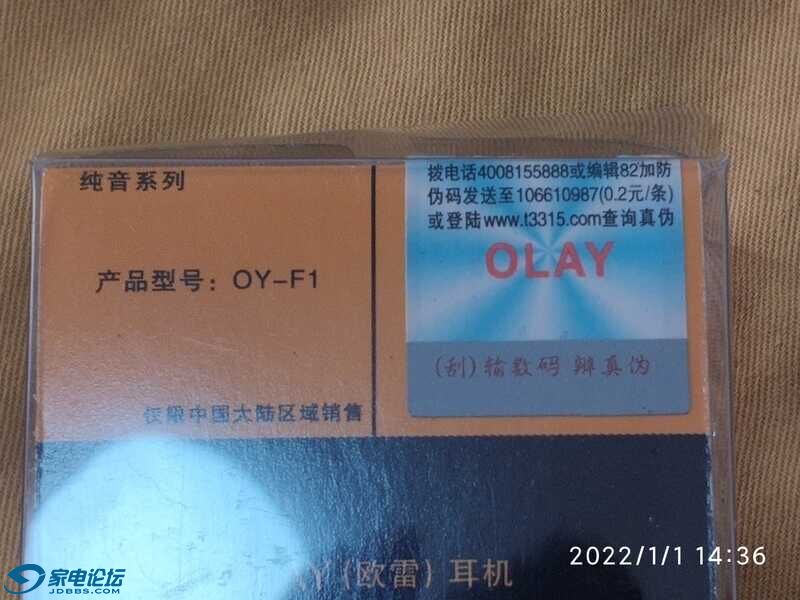 纯音系列
产品型号：OY-F1
仅限中国大陆区域销售
拨电话4008155888或编辑82加防
伪码发送至106610987(0.2元/条)
或登陆www.t3315.com查询真伪
OLAY
(刮)输数码 辨真伪
(欧雷)耳机
2022/1/1 14:36
家电论坛
JDBBS.COM